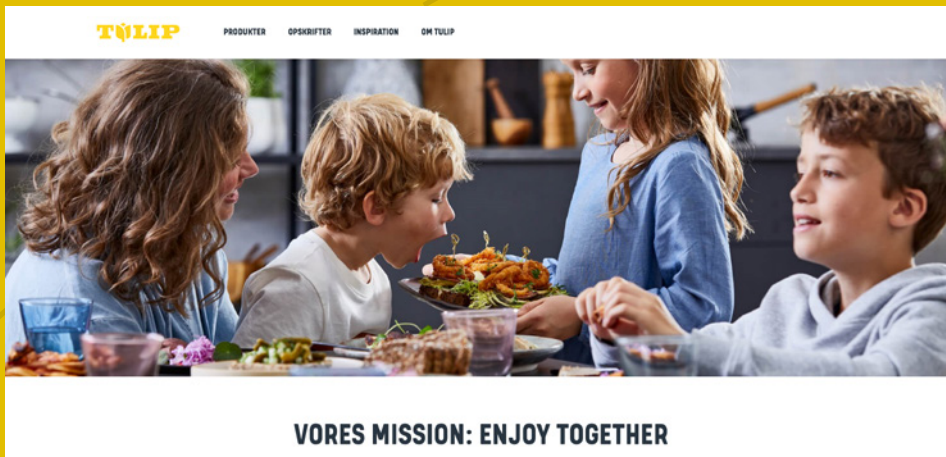 TULIP
PRODUKTER OPSKRIFTER INSPIRATION OM TULIP
VORES MISSION: ENJOY TOGETHER